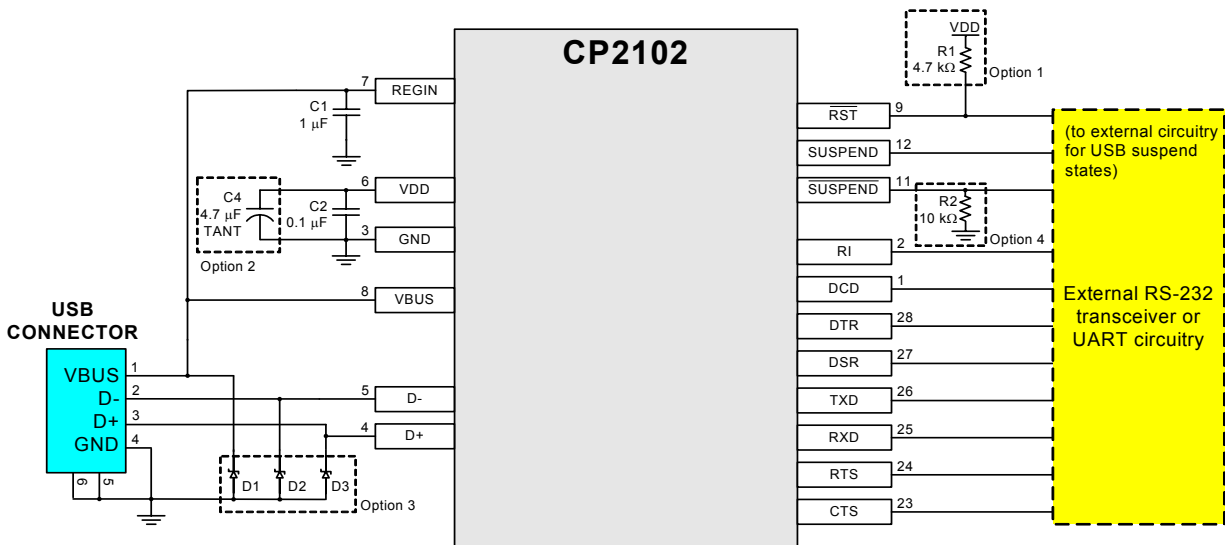 CP2102
VDD
R1
4.7 kΩ
Option 1
7
REGIN
C1
1 μF
RST
9
SUSPEND
12
SUSPEND
11
(to external circuitry
for USB suspend
states)
6
VDD
C4
4.7 μF
TANT
C2
0.1 μF
3
GND
Option 2
R2
10 kΩ
Option 4
RI
2
8
VBUS
DCD
1
External RS-232
transceiver or
UART circuitry
USB
CONNECTOR
DTR
28
DSR
27
VBUS
1
D-
2
D+
3
GND
4
6
5
5
D-
4
D+
TXD
26
RXD
25
RTS
24
CTS
23
D1
D2
D3
Option 3